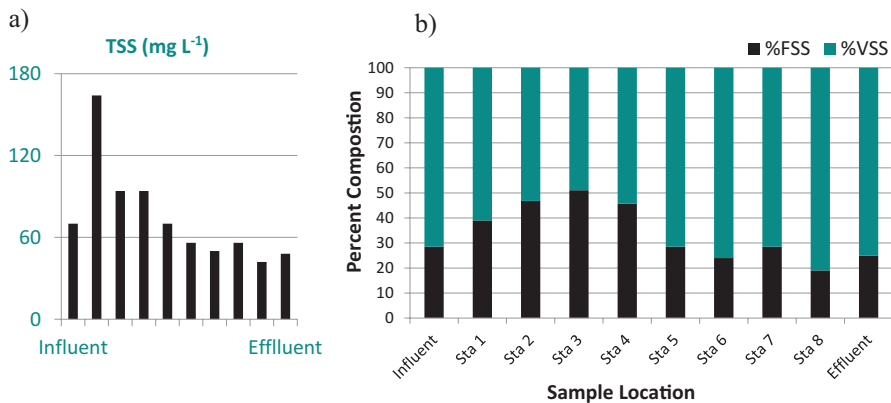 a)
TSS (mg L⁻¹)
180
120
60
0
Influent Efflluent
b)
%FSS %VSS
Percent Compostion
100
90
80
70
60
50
40
30
20
10
0
Influent Sta 1 Sta 2 Sta 3 Sta 4 Sta 5 Sta 6 Sta 7 Sta 8 Effluent
Sample Location